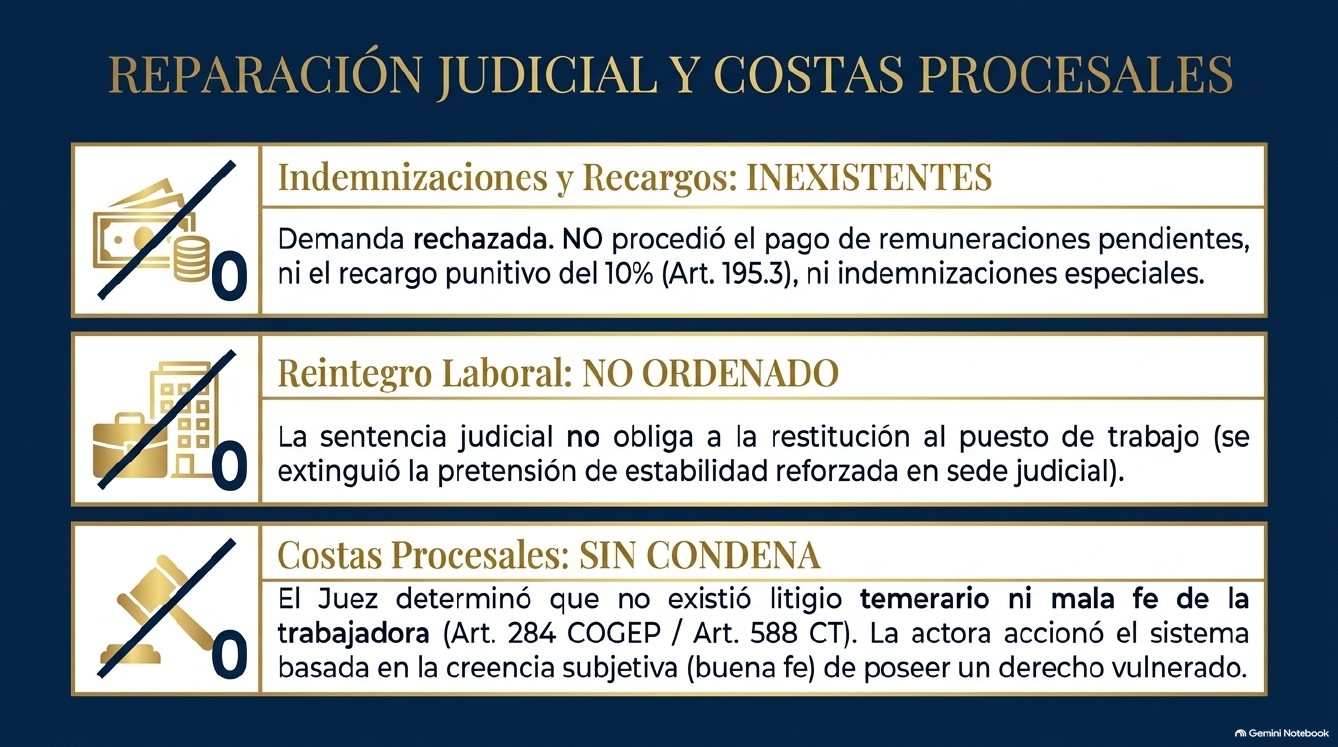 REPARACIÓN JUDICIAL Y COSTAS PROCESALES
0
Indemnizaciones y Recargos: INEXISTENTES
Demanda rechazada. NO procedió el pago de remuneraciones pendientes,
ni el recargo punitivo del 10% (Art. 195.3), ni indemnizaciones especiales.
0
Reintegro Laboral: NO ORDENADO
La sentencia judicial no obliga a la restitución al puesto de trabajo (se
extinguió la pretensión de estabilidad reforzada en sede judicial).
0
Costas Procesales: SIN CONDENA
El Juez determinó que no existió litigio temerario ni mala fe de la
trabajadora (Art. 284 COGEP / Art. 588 CT). La actora accionó el sistema
basada en la creencia subjetiva (buena fe) de poseer un derecho vulnerado.
Gemini Notebook